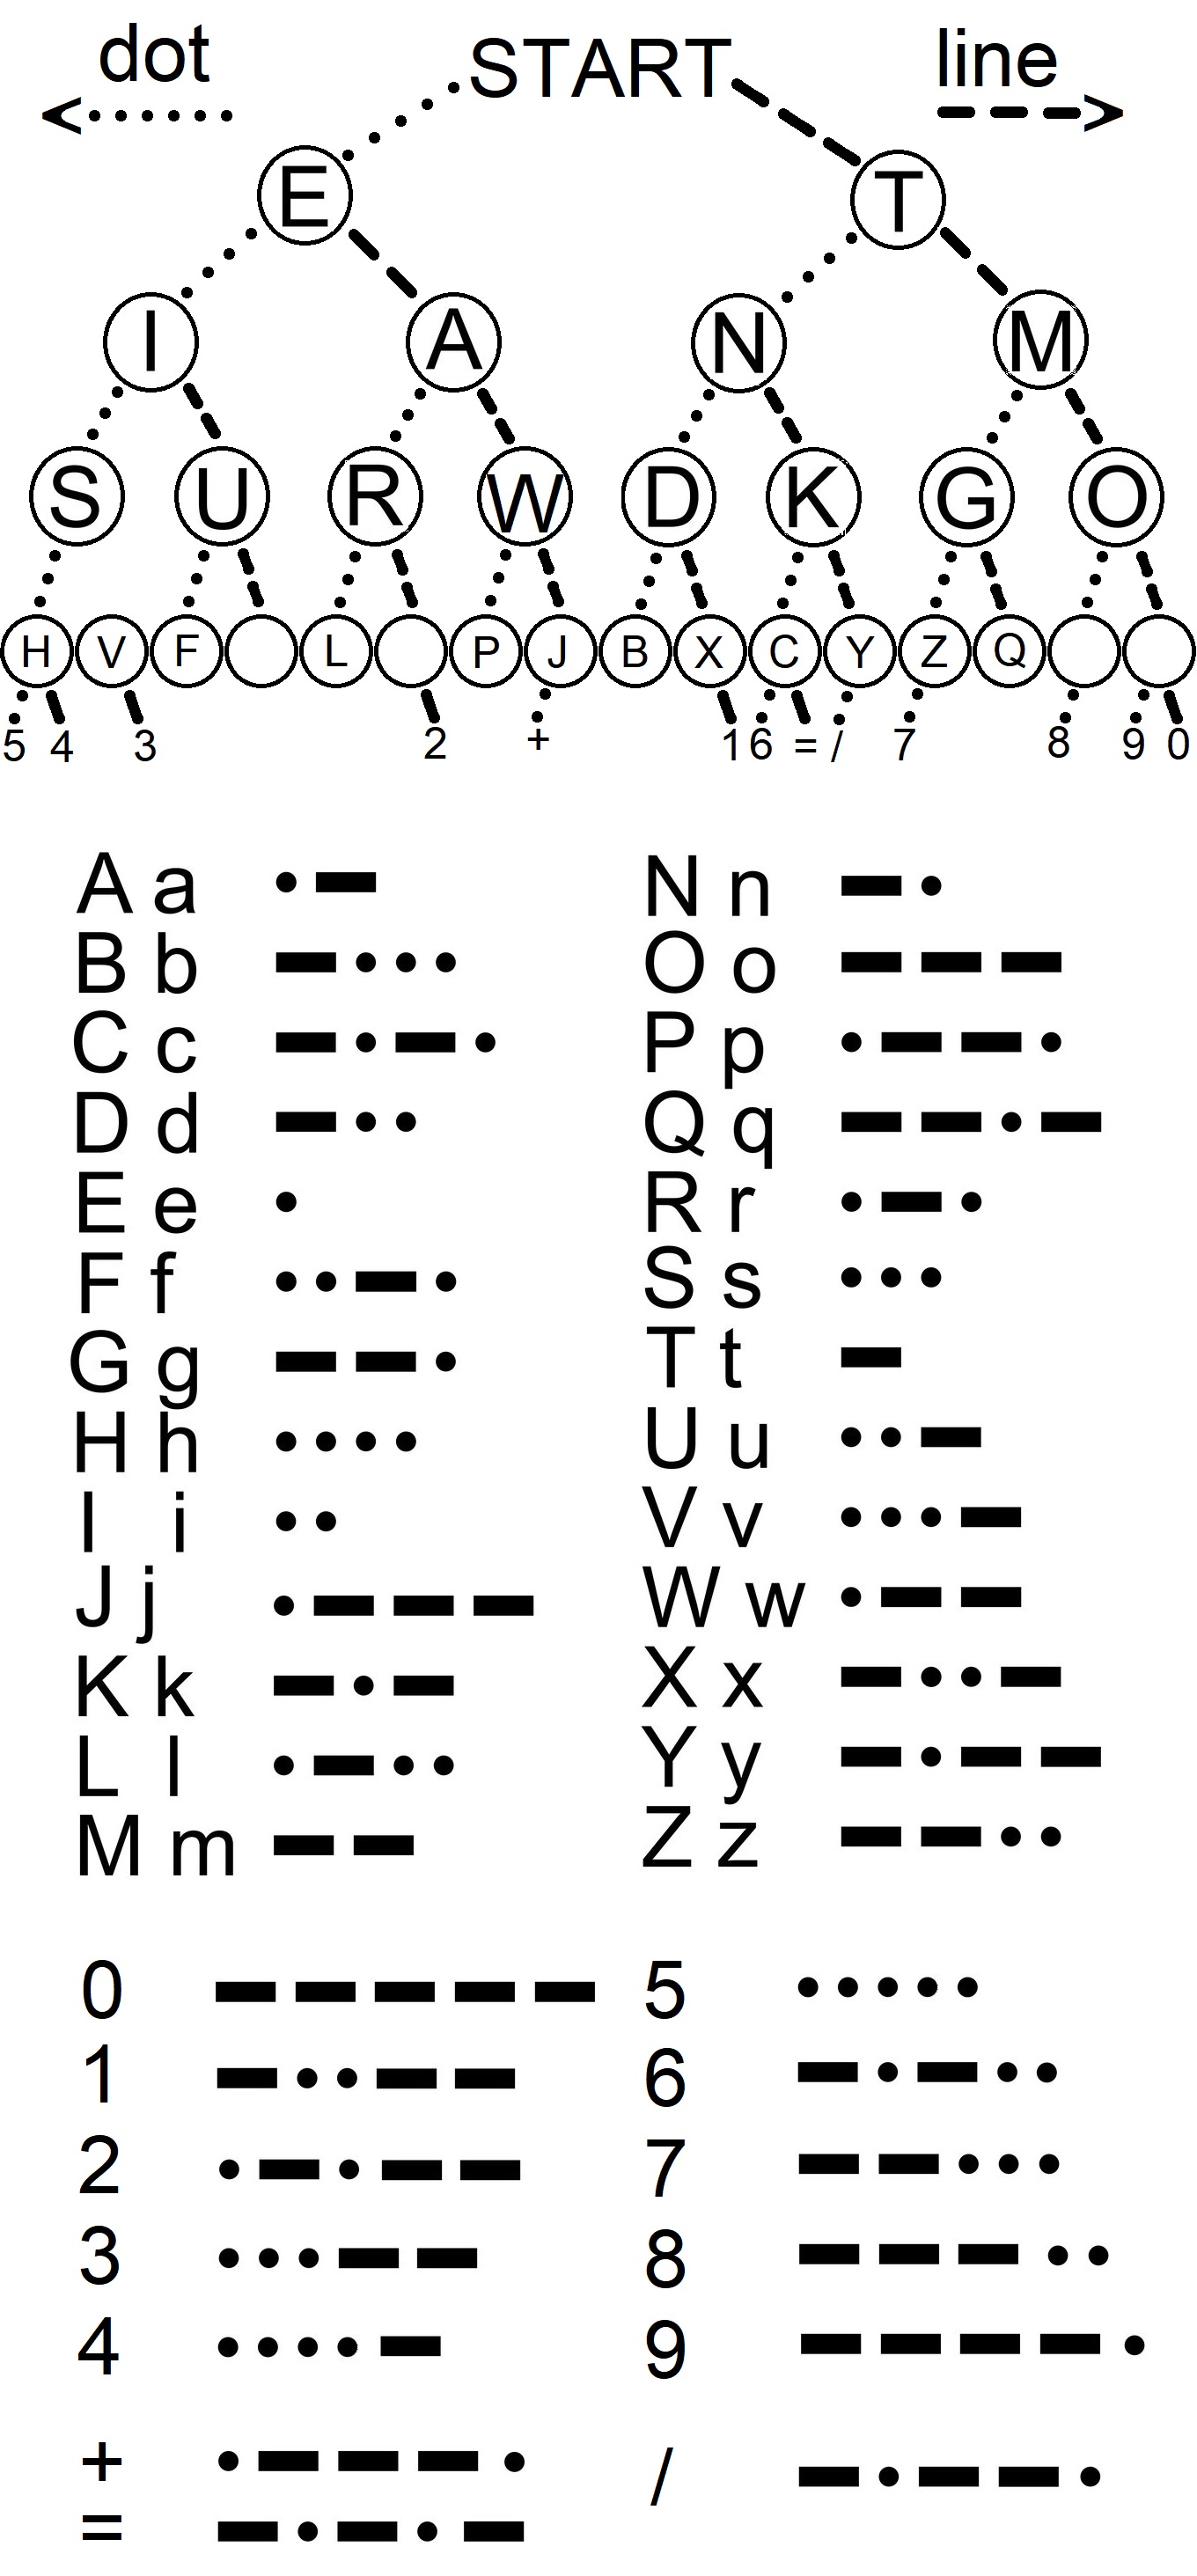 dot START line
E T
I A N M
S U R W D K G O
H V F L P J B X C Y Z Q
5 4 3 2 + 1 6 = / 7 8 9 0
A a
B b
C c
D d
E e
F f
G g
H h
I i
J j
K k
L l
M m
N n
O o
P p
Q q
R r
S s
T t
U u
V v
W w
X x
Y y
Z z
0
1
2
3
4
5
6
7
8
9
+
=
/